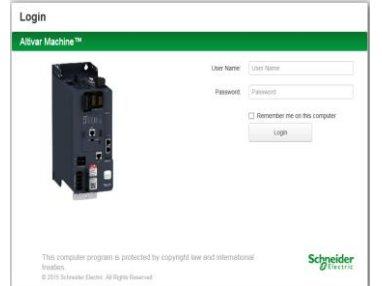 Login
Altivar Machine™
User Name:
User Name
Password:
Password
Remember me on this computer
Login
This computer program is protected by copyright law and international
treaties.
© 2015 Schneider Electric. All Rights Reserved
Schneider
Electric